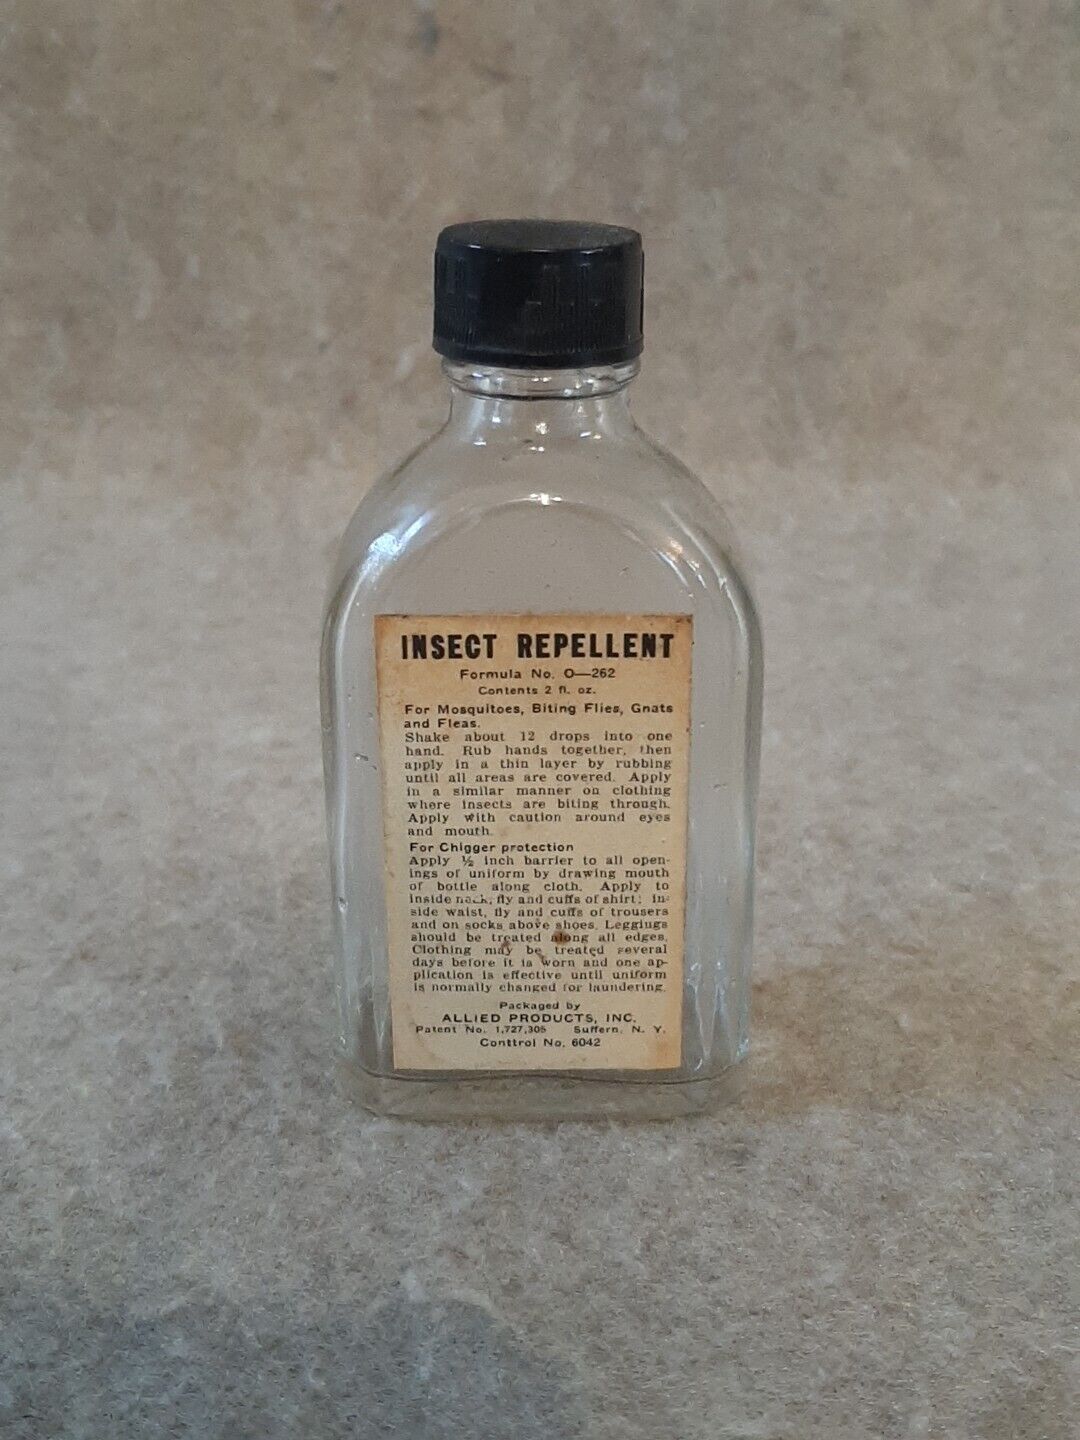 INSECT REPELLENT
Formula No. O—262
Contents 2 fl. oz.
For Mosquitoes, Biting Flies, Gnats
and Fleas.
Shake about 12 drops into one
hand. Rub hands together, then
apply in a thin layer by rubbing
until all areas are covered. Apply
in a similar manner on clothing
where insects are biting through.
Apply with caution around eyes
and mouth.
For Chigger protection
Apply ½ inch barrier to all open-
ings of uniform by drawing mouth
of bottle along cloth. Apply to
inside neck, fly and cuffs of shirt; in-
side waist, fly and cuffs of trousers
and on socks above shoes. Leggings
should be treated along all edges.
Clothing may be treated several
days before it is worn and one ap-
plication is effective until uniform
is normally changed for laundering.
Packaged by
ALLIED PRODUCTS, INC.
Patent No. 1,727,305 Suffern, N. Y.
Conttrol No. 6042